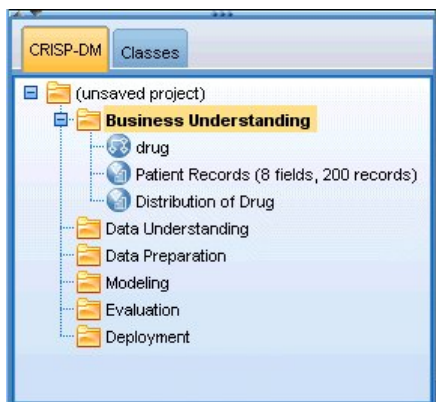 CRISP-DM
Classes
(unsaved project)
Business Understanding
drug
Patient Records (8 fields, 200 records)
Distribution of Drug
Data Understanding
Data Preparation
Modeling
Evaluation
Deployment